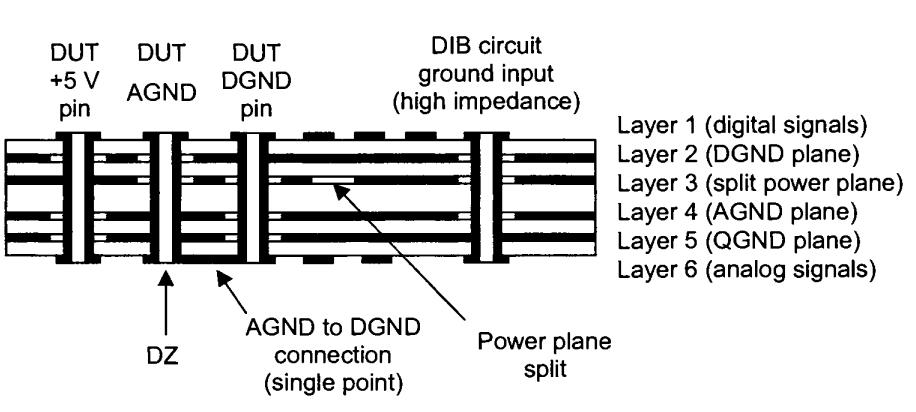 DUT
+5 V
pin
DUT
AGND
DUT
DGND
pin
DIB circuit
ground input
(high impedance)
Layer 1 (digital signals)
Layer 2 (DGND plane)
Layer 3 (split power plane)
Layer 4 (AGND plane)
Layer 5 (QGND plane)
Layer 6 (analog signals)
DZ
AGND to DGND
connection
(single point)
Power plane
split